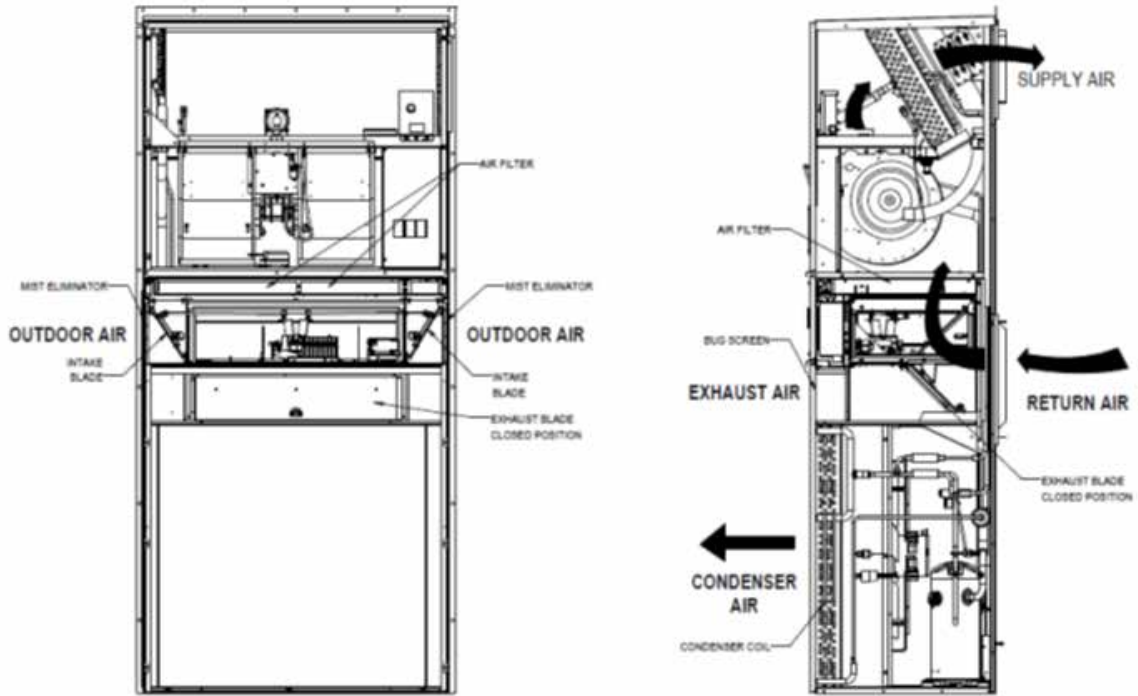 AIR FILTER
MIST ELIMINATOR
OUTDOOR AIR
INTAKE
BLADE
MIST ELIMINATOR
OUTDOOR AIR
INTAKE
BLADE
EXHAUST BLADE
CLOSED POSITION
SUPPLY AIR
AIR FILTER
BUG SCREEN
EXHAUST AIR
RETURN AIR
EXHAUST BLADE
CLOSED POSITION
CONDENSER
AIR
CONDENSER COIL